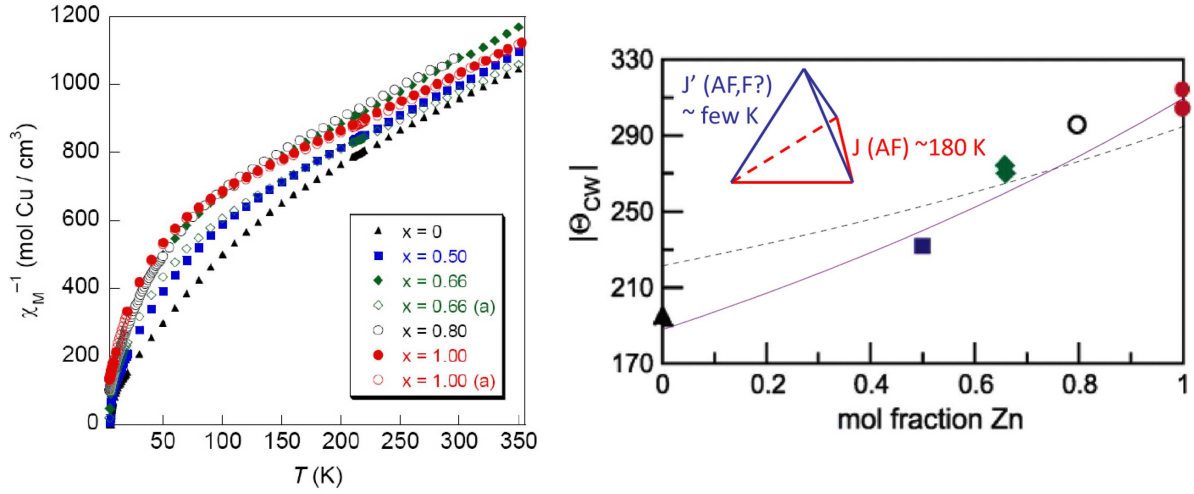 1200
1000
800
600
400
200
0
χM⁻¹ (mol Cu / cm³)
50 100 150 200 250 300 350
T (K)
x = 0
x = 0.50
x = 0.66
x = 0.66 (a)
x = 0.80
x = 1.00
x = 1.00 (a)
330
290
250
210
170
|ΘCW|
J' (AF,F?)
~ few K
J (AF) ~180 K
0 0.2 0.4 0.6 0.8 1
mol fraction Zn